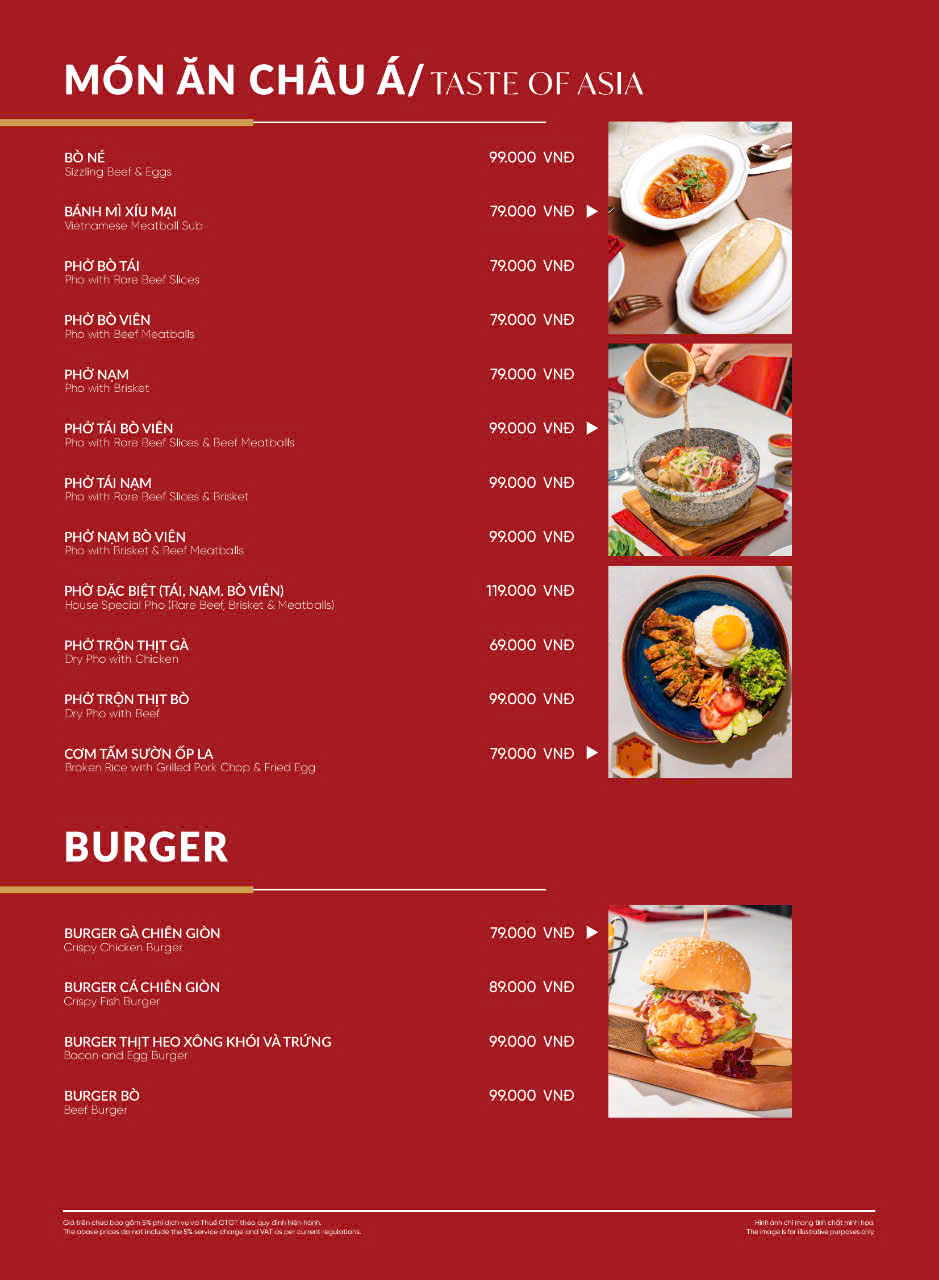 MÓN ĂN CHÂU Á/ TASTE OF ASIA
BÒ NÉ 99.000 VNĐ
Sizzling Beef & Eggs
BÁNH MÌ XÍU MẠI 79.000 VNĐ
Vietnamese Meatball Sub
PHỞ BÒ TÁI 79.000 VNĐ
Pho with Rare Beef Slices
PHỞ BÒ VIÊN 79.000 VNĐ
Pho with Beef Meatballs
PHỞ NẠM 79.000 VNĐ
Pho with Brisket
PHỞ TÁI BÒ VIÊN 99.000 VNĐ
Pho with Rare Beef Slices & Beef Meatballs
PHỞ TÁI NẠM 99.000 VNĐ
Pho with Rare Beef Slices & Brisket
PHỞ NẠM BÒ VIÊN 99.000 VNĐ
Pho with Brisket & Beef Meatballs
PHỞ ĐẶC BIỆT (TÁI, NẠM. BÒ VIÊN) 119.000 VNĐ
House Special Pho (Rare Beef, Brisket & Meatballs)
PHỞ TRỘN THỊT GÀ 69.000 VNĐ
Dry Pho with Chicken
PHỞ TRỘN THỊT BÒ 99.000 VNĐ
Dry Pho with Beef
CƠM TẤM SƯỜN ỐP LA 79.000 VNĐ
Broken Rice with Grilled Pork Chop & Fried Egg
BURGER
BURGER GÀ CHIÊN GIÒN 79.000 VNĐ
Crispy Chicken Burger
BURGER CÁ CHIÊN GIÒN 89.000 VNĐ
Crispy Fish Burger
BURGER THỊT HEO XÔNG KHÓI VÀ TRỨNG 99.000 VNĐ
Bacon and Egg Burger
BURGER BÒ 99.000 VNĐ
Beef Burger
Giá trên chưa bao gồm 5% phí dịch vụ và Thuế GTGT theo quy định hiện hành.
The above prices do not include the 5% service charge and VAT as per current regulations.
Hình ảnh chỉ mang tính chất minh họa.
The image is for illustrative purposes only.